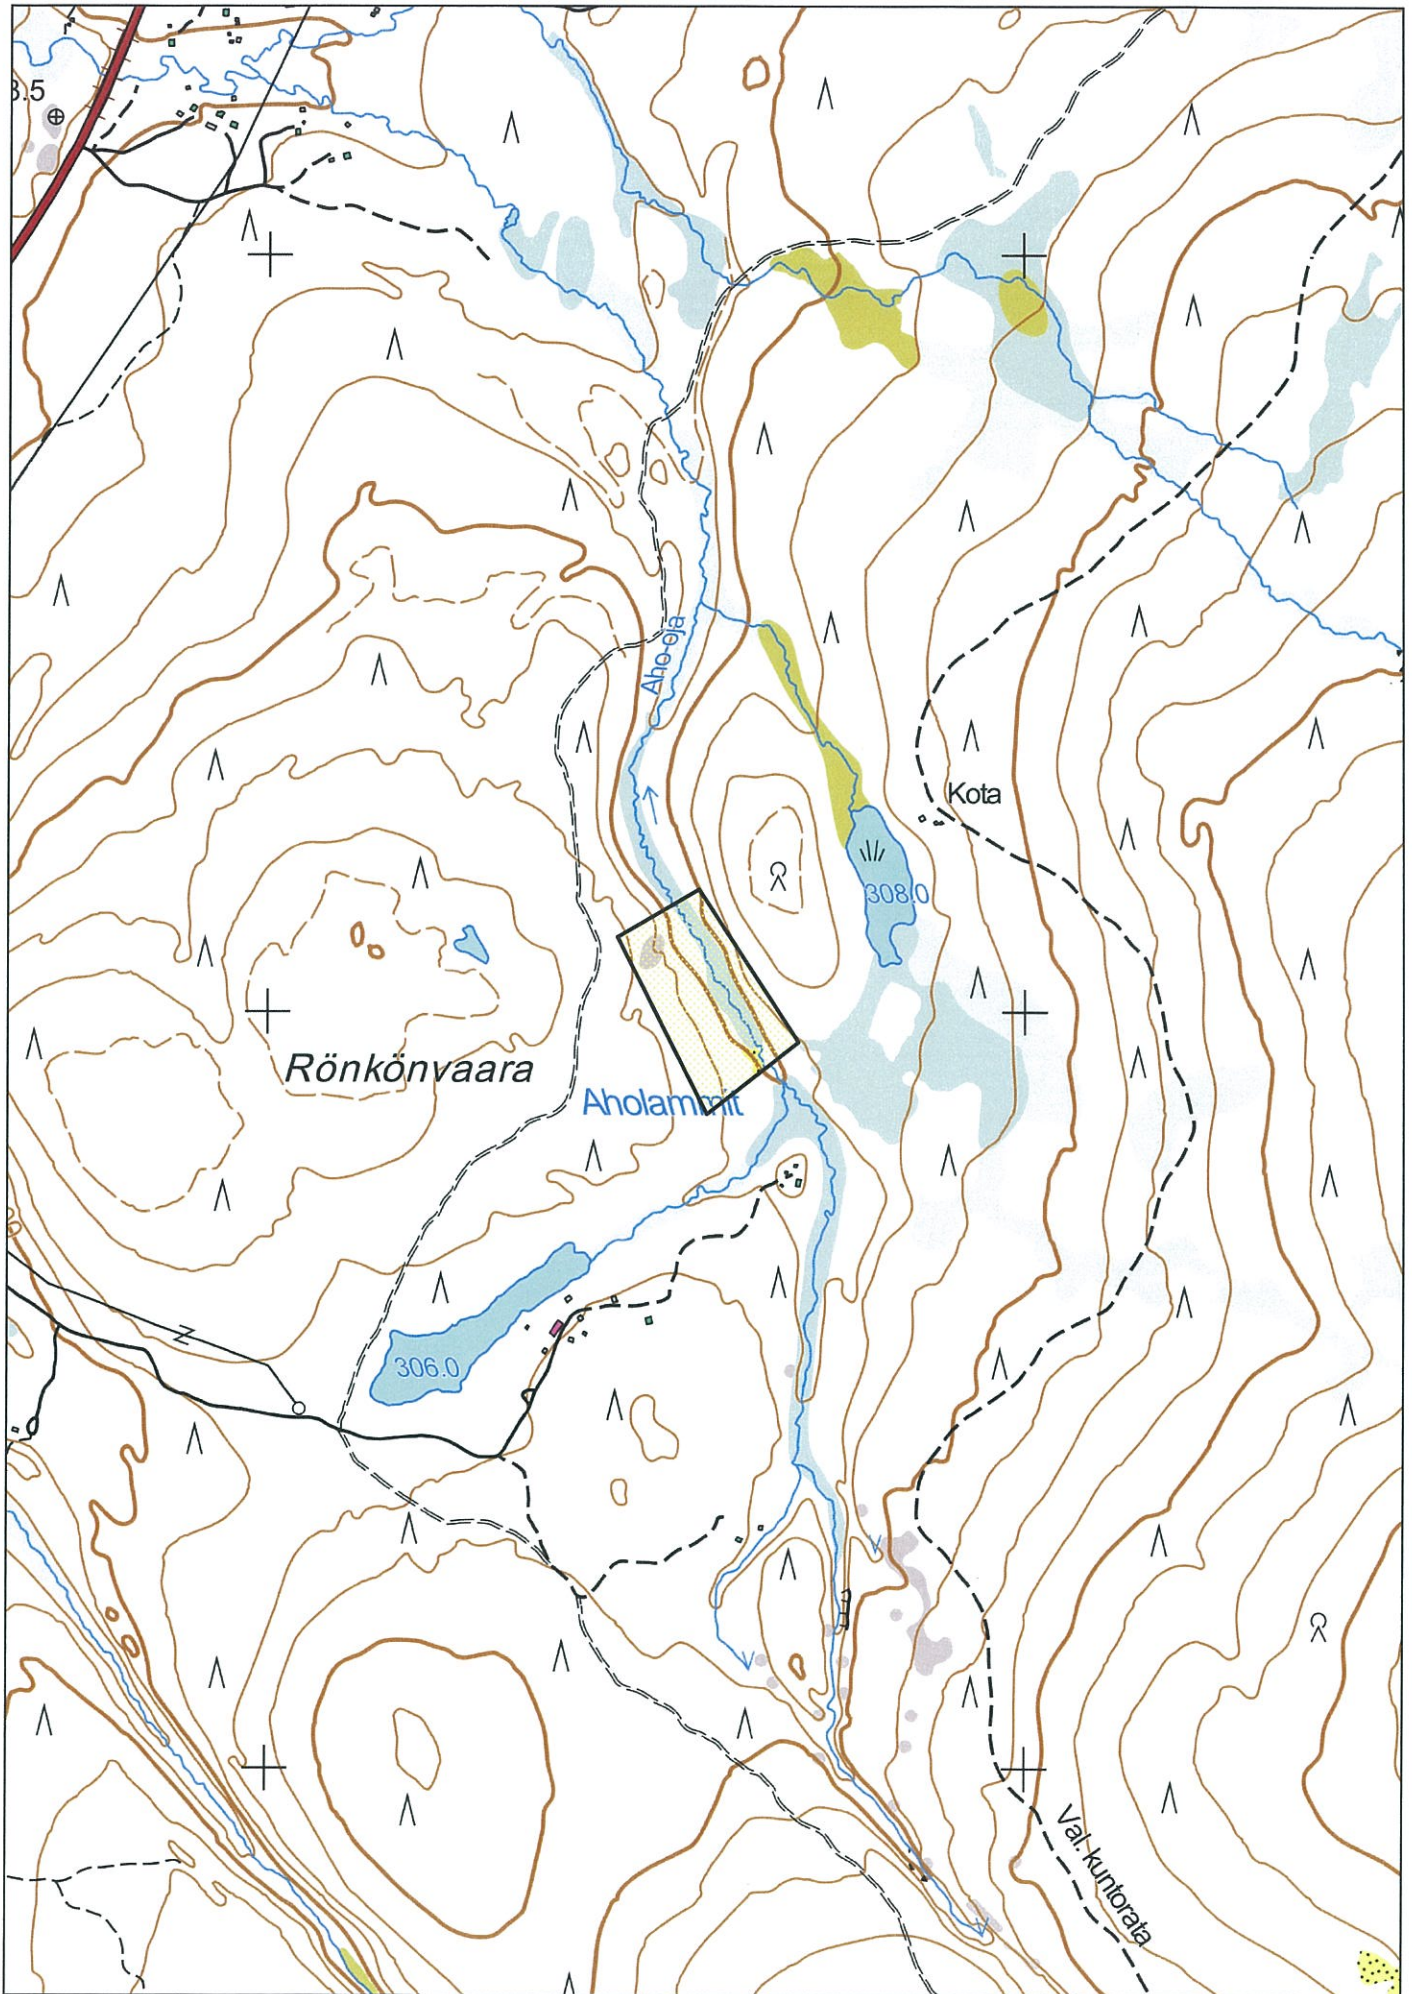 3.5
Aho-oja
Kota
308.0
Rönkönvaara
Aholammit
306.0
Val. kuntorata